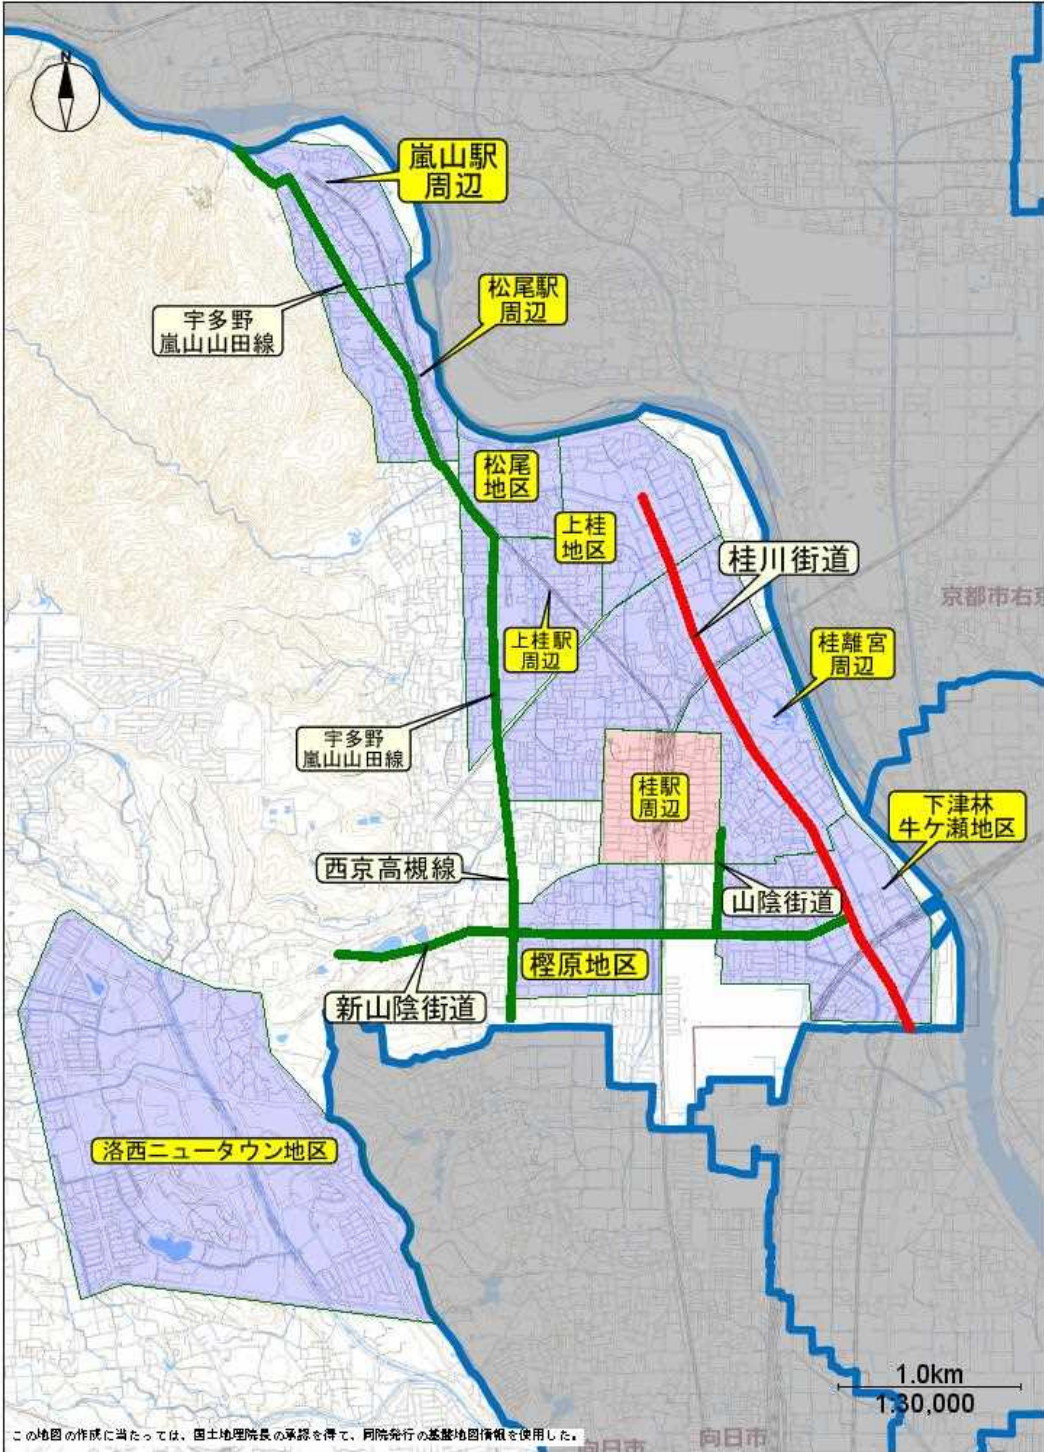 N
嵐山駅
周辺
松尾駅
周辺
宇多野
嵐山山田線
松尾
地区
上桂
地区
桂川街道
京都市右京
上桂駅
周辺
桂離宮
周辺
宇多野
嵐山山田線
桂駅
周辺
下津林
牛ケ瀬地区
西京高槻線
山陰街道
樫原地区
新山陰街道
洛西ニュータウン地区
1.0km
1:30,000
この地図の作成に当たっては、国土地理院長の承認を得て、同院発行の基盤地図情報を使用した。
向日市
向日市